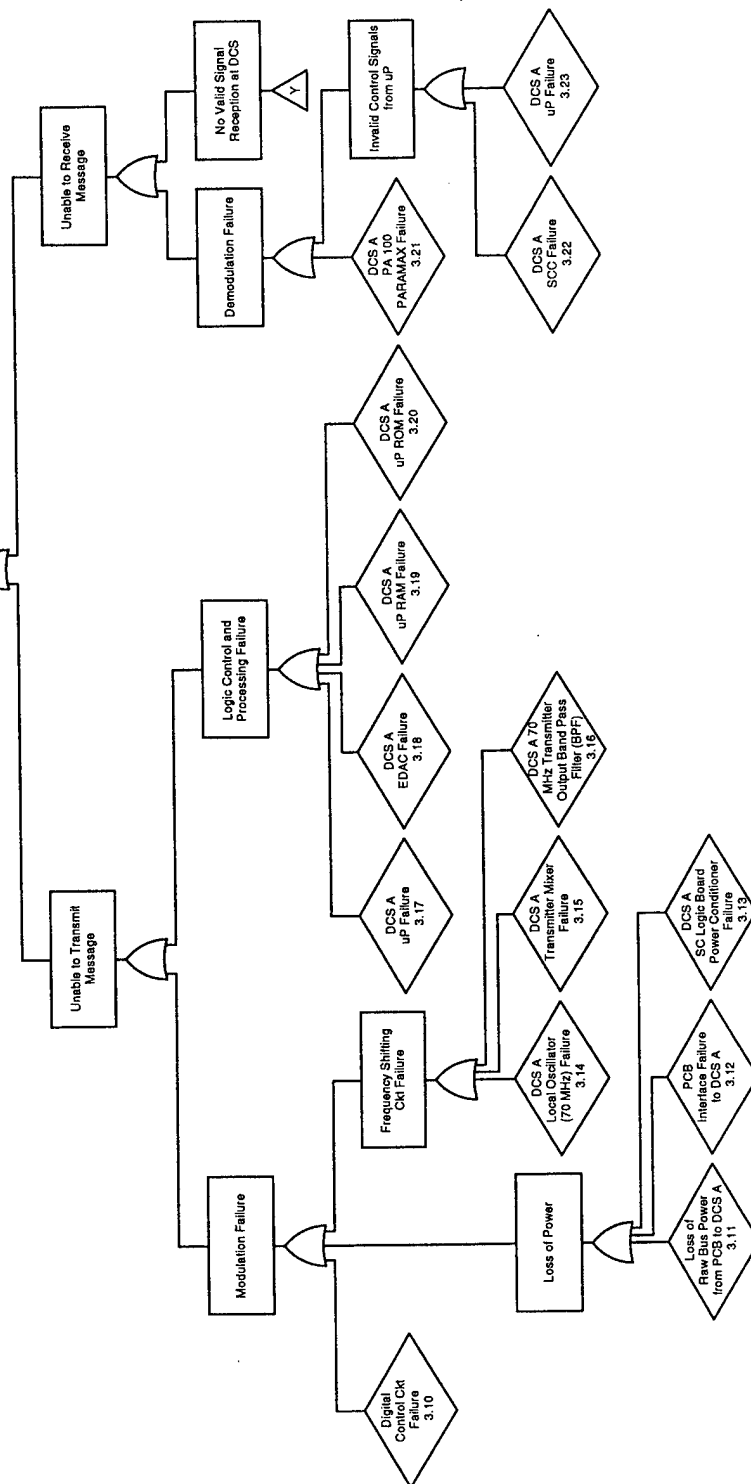 Unable to Transmit
Message
Unable to Receive
Message
Modulation Failure
Logic Control and
Processing Failure
Demodulation Failure
No Valid Signal
Reception at DCS
Y
Digital
Control Ckt
Failure
3.10
Loss of Power
Frequency Shifting
Ckt Failure
DCS A
uP Failure
3.17
DCS A
EDAC Failure
3.18
DCS A
uP RAM Failure
3.19
DCS A
uP ROM Failure
3.20
DCS A
PA 100
PARAMAX Failure
3.21
Invalid Control Signals
from uP
Loss of
Raw Bus Power
from PCB to DCS A
3.11
PCB
Interface Failure
to DCS A
3.12
DCS A
SC Logic Board
Power Conditioner
Failure
3.13
DCS A
Local Oscillator
(70 MHz) Failure
3.14
DCS A
Transmitter Mixer
Failure
3.15
DCS A 70
MHz Transmitter
Output Band Pass
Filter (BPF)
3.16
DCS A
SCC Failure
3.22
DCS A
uP Failure
3.23